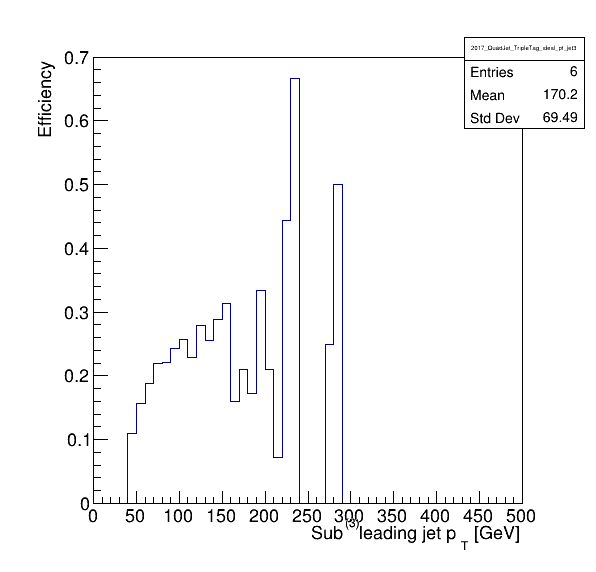 2017_QuadJet_TripleTag_ideal_pt_jet3
Entries 6
Mean 170.2
Std Dev 69.49
Efficiency
0.7
0.6
0.5
0.4
0.3
0.2
0.1
0
0 50 100 150 200 250 300 350 400 450 500
Sub(3)leading jet pT [GeV]